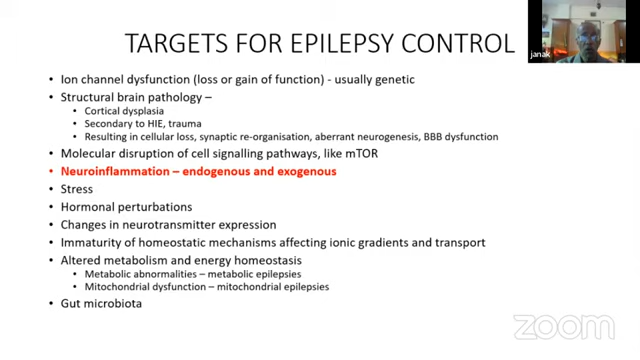 TARGETS FOR EPILEPSY CONTROL
janak
• Ion channel dysfunction (loss or gain of function) - usually genetic
• Structural brain pathology –
• Cortical dysplasia
• Secondary to HIE, trauma
• Resulting in cellular loss, synaptic re-organisation, aberrant neurogenesis, BBB dysfunction
• Molecular disruption of cell signalling pathways, like mTOR
• Neuroinflammation – endogenous and exogenous
• Stress
• Hormonal perturbations
• Changes in neurotransmitter expression
• Immaturity of homeostatic mechanisms affecting ionic gradients and transport
• Altered metabolism and energy homeostasis
• Metabolic abnormalities – metabolic epilepsies
• Mitochondrial dysfunction – mitochondrial epilepsies
• Gut microbiota
zoom